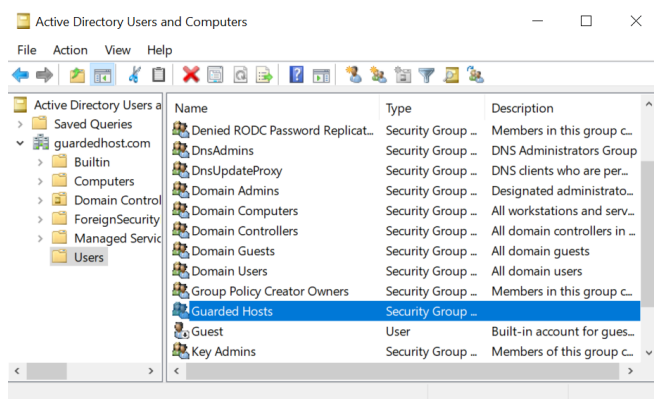 Active Directory Users and Computers
File Action View Help
Active Directory Users a
Saved Queries
guardedhost.com
Builtin
Computers
Domain Control
ForeignSecurity
Managed Servic
Users
Name Type Description
Denied RODC Password Replicat... Security Group ... Members in this group c...
DnsAdmins Security Group ... DNS Administrators Group
DnsUpdateProxy Security Group ... DNS clients who are per...
Domain Admins Security Group ... Designated administrato...
Domain Computers Security Group ... All workstations and serv...
Domain Controllers Security Group ... All domain controllers in ...
Domain Guests Security Group ... All domain guests
Domain Users Security Group ... All domain users
Group Policy Creator Owners Security Group ... Members in this group c...
Guarded Hosts Security Group ...
Guest User Built-in account for gues...
Key Admins Security Group ... Members of this group c...